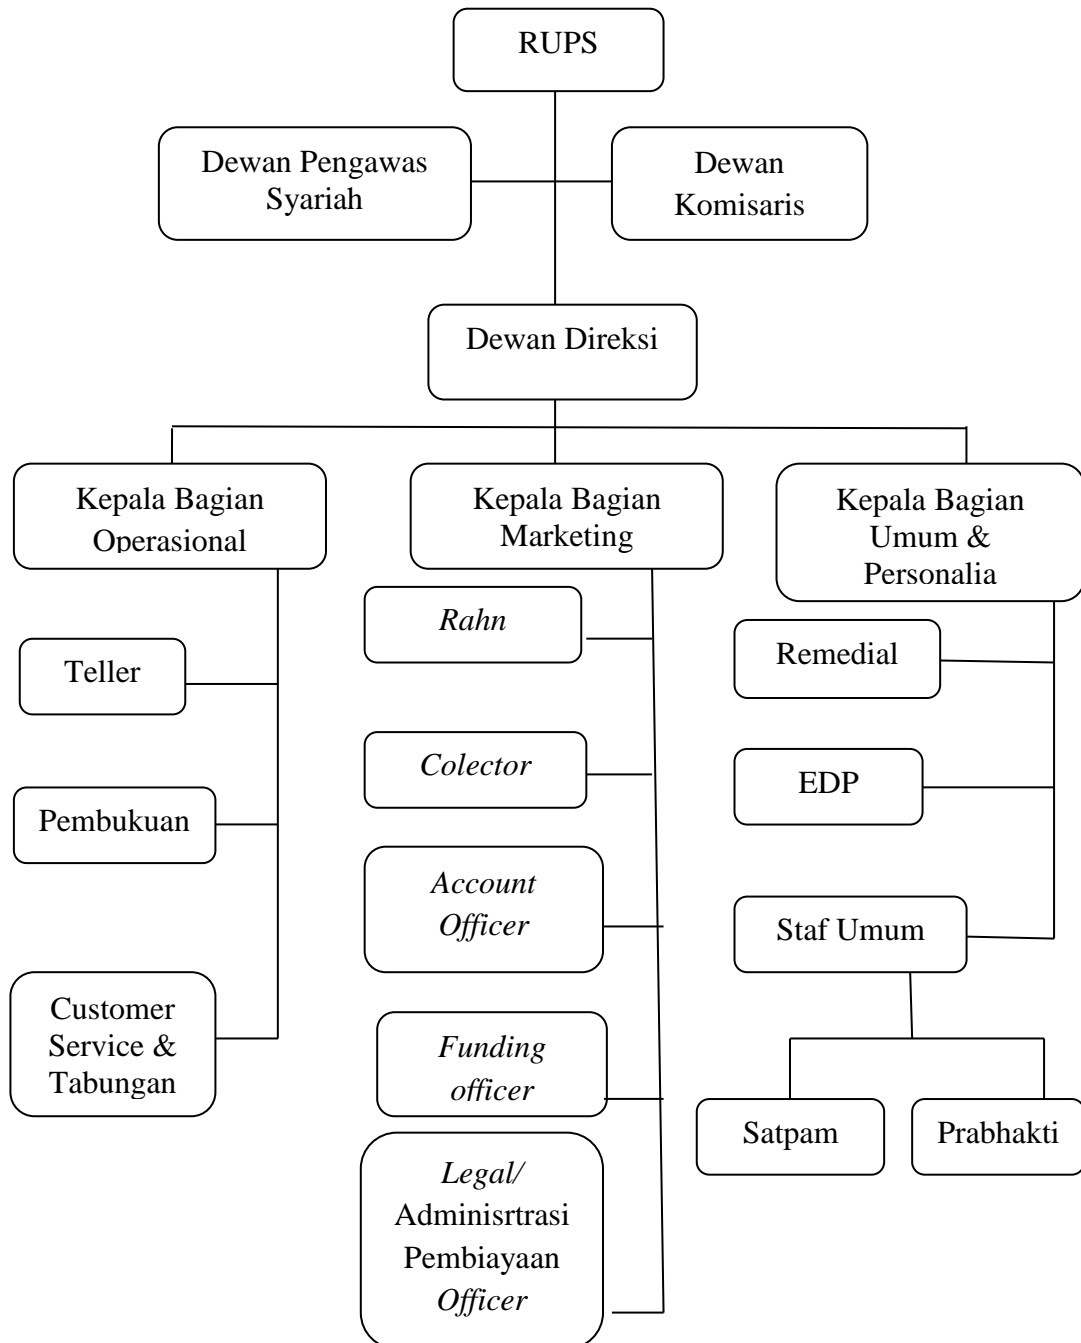 RUPS
Dewan Pengawas
Syariah
Dewan
Komisaris
Dewan Direksi
Kepala Bagian
Operasional
Kepala Bagian
Marketing
Kepala Bagian
Umum &
Personalia
Teller
Pembukuan
Customer
Service &
Tabungan
Rahn
Colector
Account
Officer
Funding
officer
Legal/
Adminisrtrasi
Pembiayaan
Officer
Remedial
EDP
Staf Umum
Satpam
Prabhakti